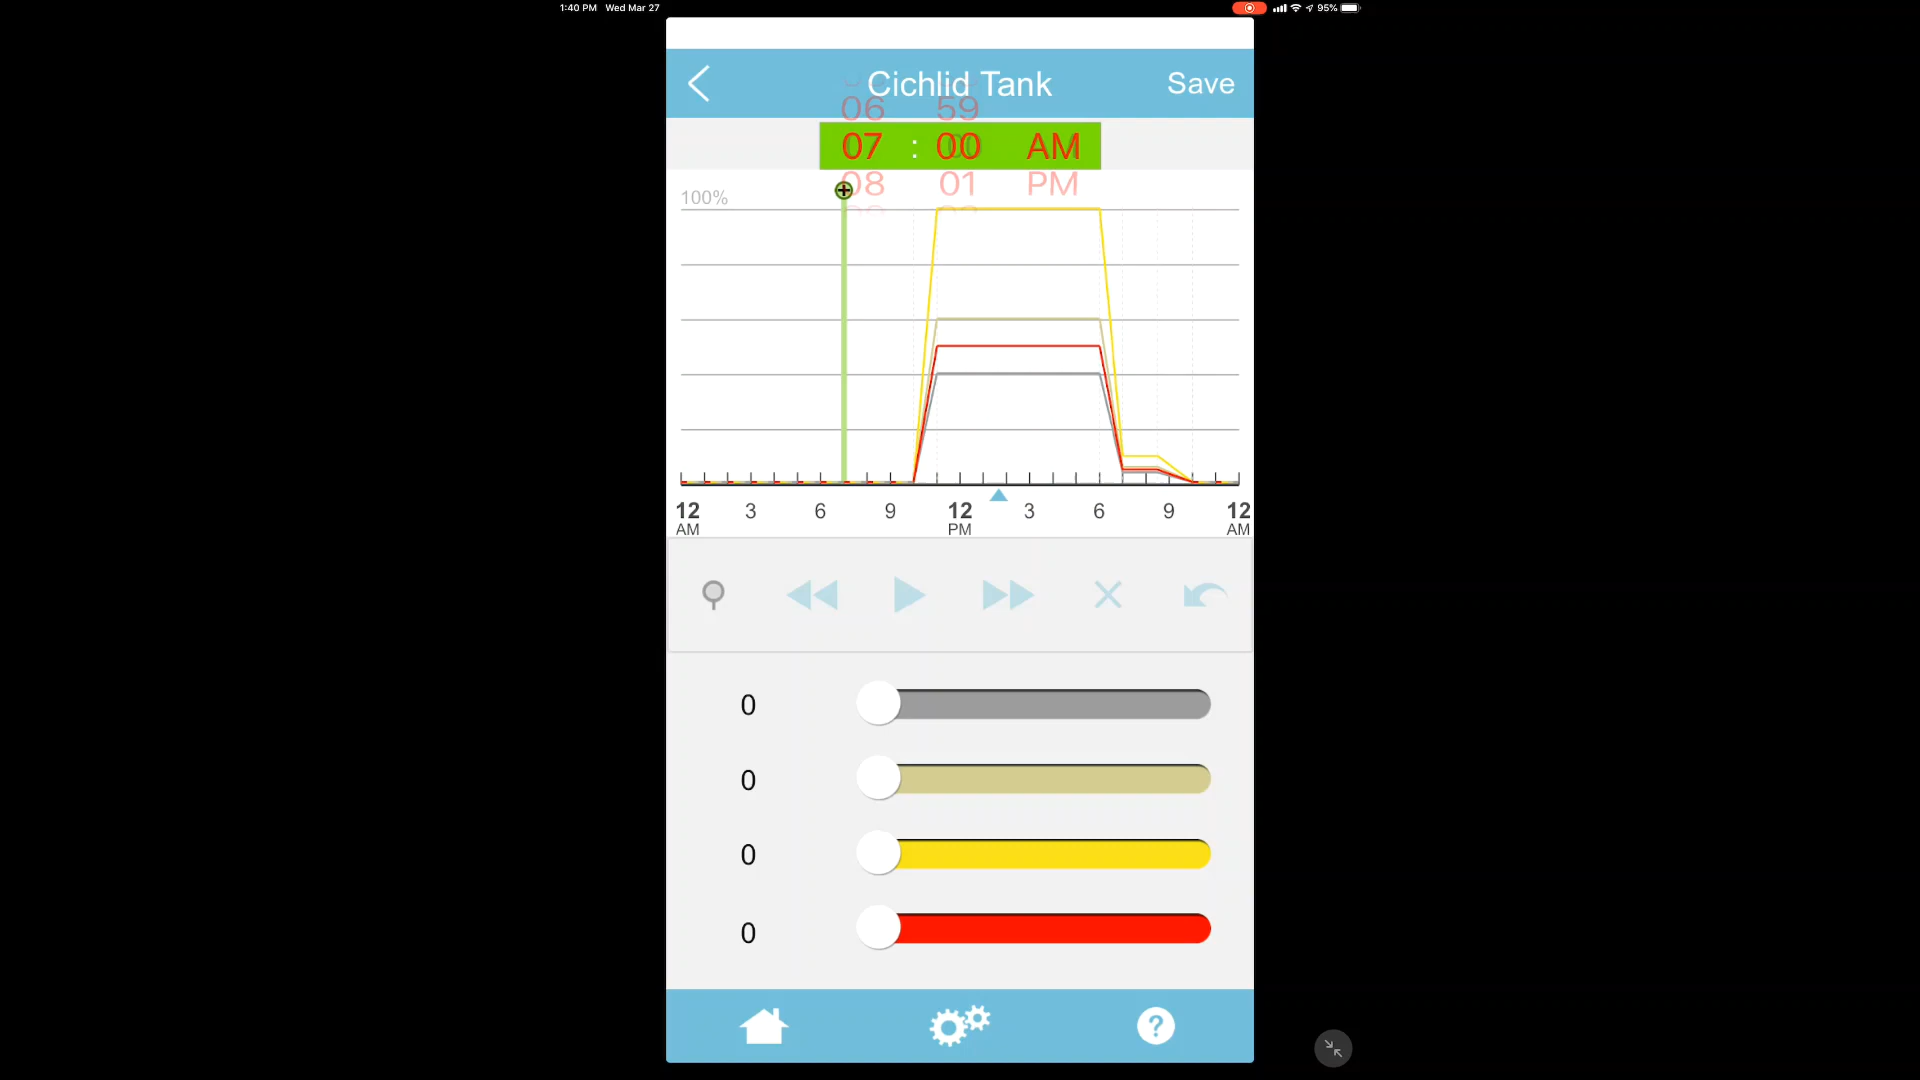 1:40 PM Wed Mar 27
95%
Cichlid Tank
Save
06 59
07 : 00 AM
08 01 PM
100%
12 3 6 9 12 3 6 9 12
AM PM AM
0
0
0
0
?